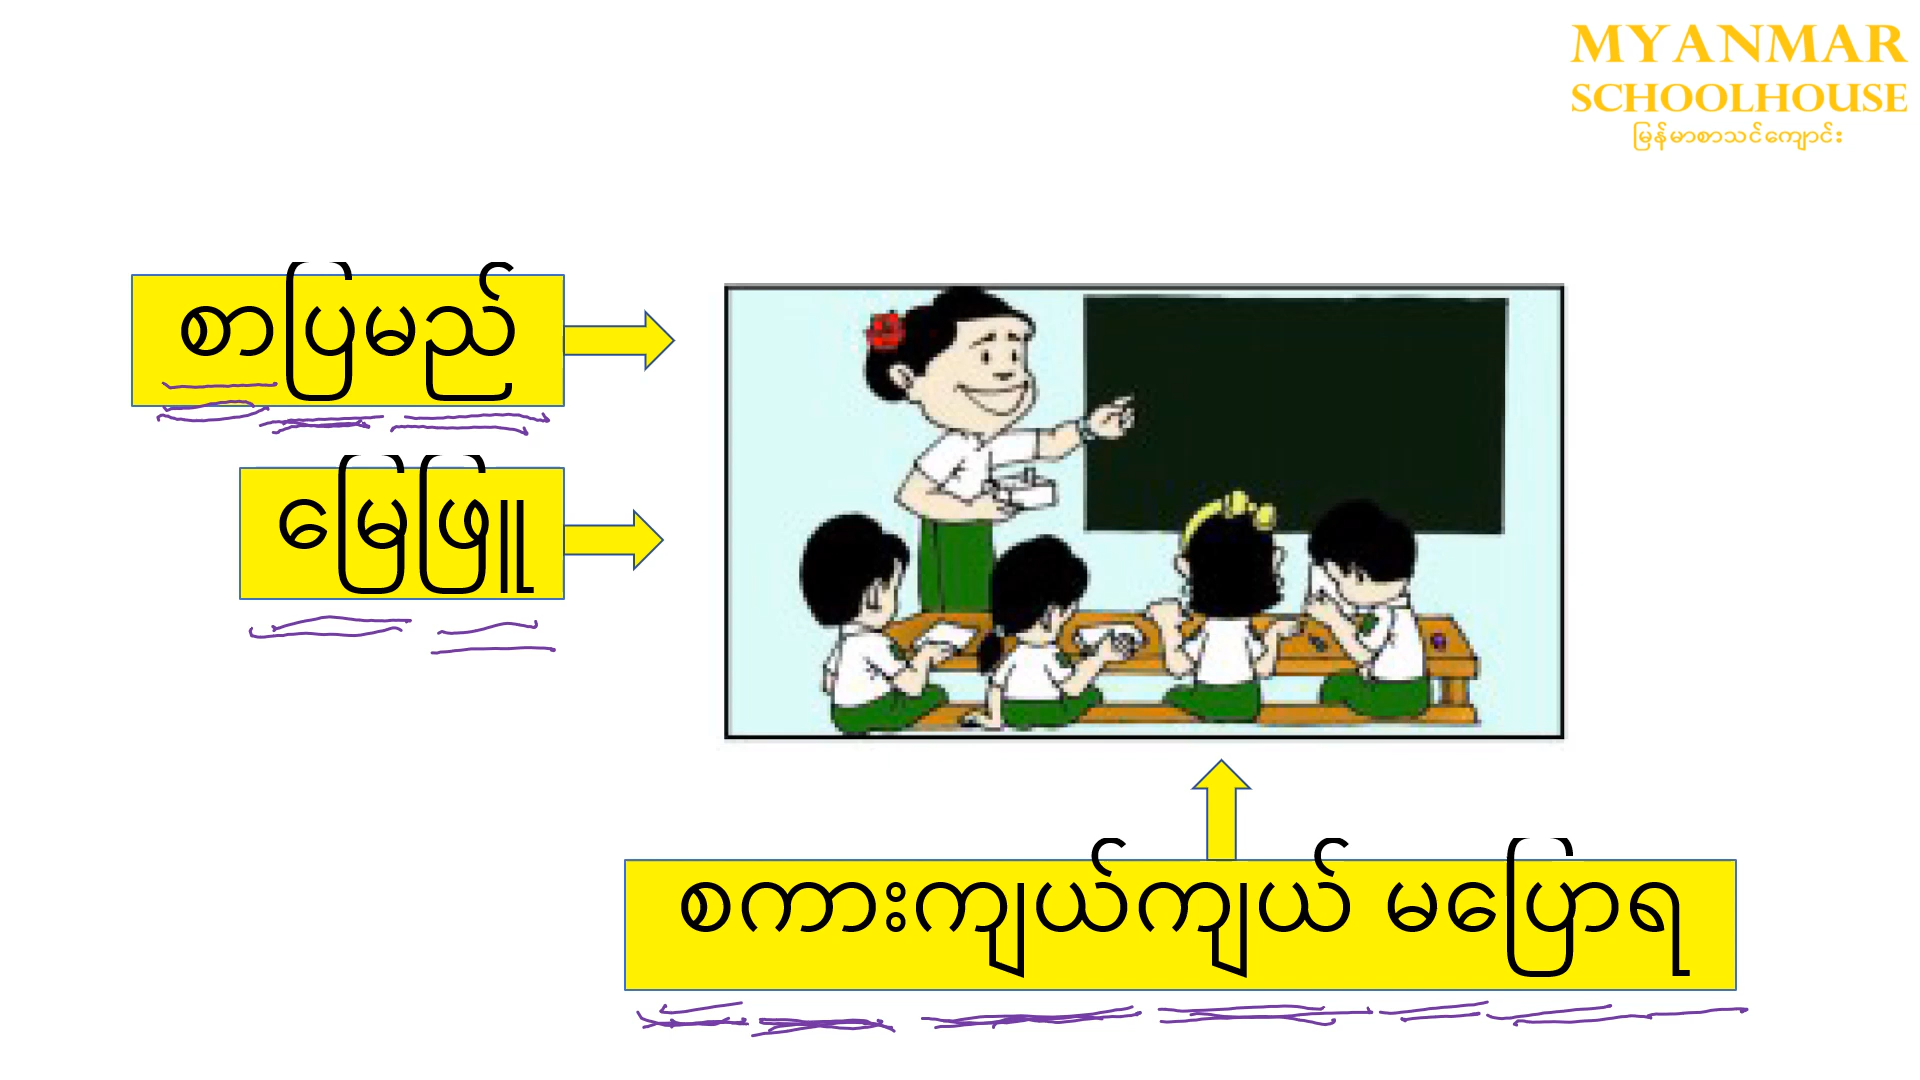 MYANMAR
SCHOOLHOUSE
မြန်မာစာသင်ကျောင်း
စာပြမည်
မြေဖြူ
စကားကျယ်ကျယ် မပြောရ